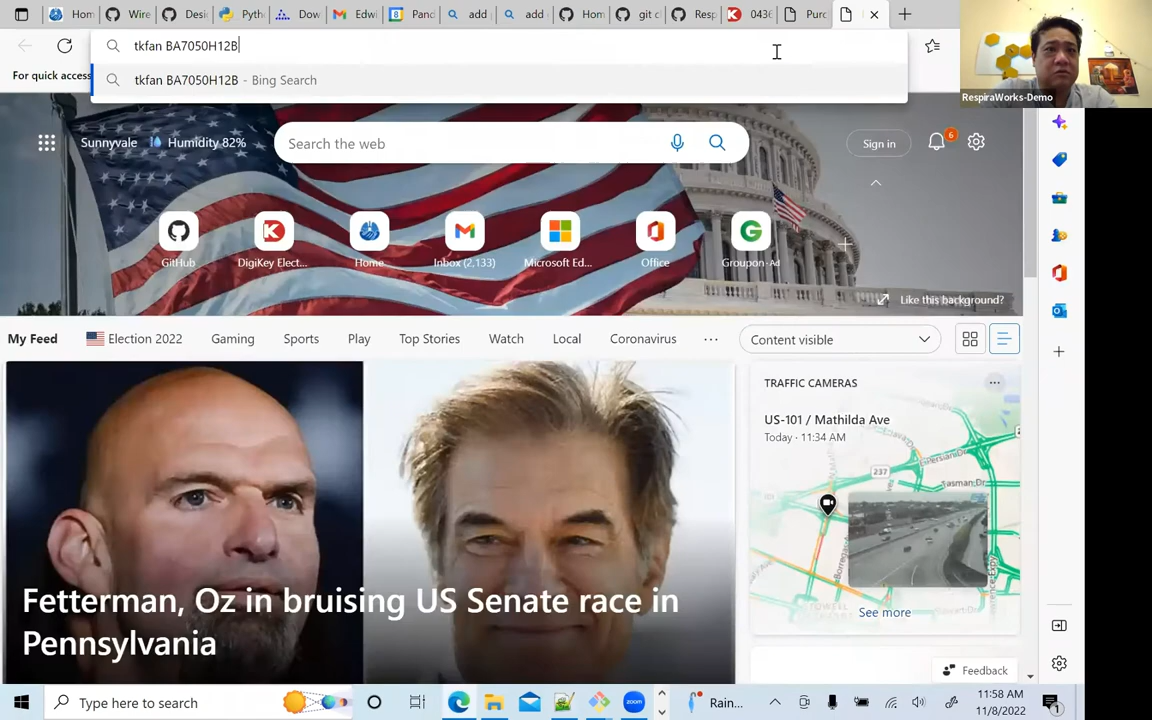 Hom
Wire
Desi
Pyth
Dow
Edwi
Pand
add
add
Hom
git cl
Resp
0436
Purc
tkfan BA7050H12B
RespiraWorks-Demo
For quick access
tkfan BA7050H12B - Bing Search
Sunnyvale Humidity 82%
Search the web
Sign in
6
GitHub
DigiKey Elect...
Home
Inbox (2,133)
Microsoft Ed...
Office
Groupon · Ad
Like this background?
My Feed
Election 2022
Gaming
Sports
Play
Top Stories
Watch
Local
Coronavirus
Content visible
TRAFFIC CAMERAS
US-101 / Mathilda Ave
Today · 11:34 AM
237
See more
Fetterman, Oz in bruising US Senate race in
Pennsylvania
Feedback
Type here to search
zoom
Rain...
11:58 AM
11/8/2022
1